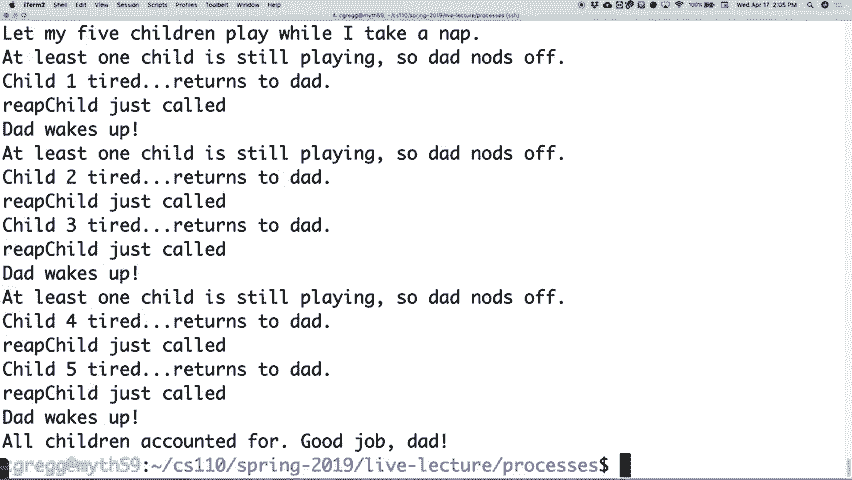 iTerm2 Shell Edit View Session Scripts Profiles Toolbelt Window Help 100% Wed Apr 17 2:05 PM
1. cgregg@myth59: ~/cs110/spring-2019/live-lecture/processes (ssh)
Let my five children play while I take a nap.
At least one child is still playing, so dad nods off.
Child 1 tired...returns to dad.
reapChild just called
Dad wakes up!
At least one child is still playing, so dad nods off.
Child 2 tired...returns to dad.
reapChild just called
Child 3 tired...returns to dad.
reapChild just called
Dad wakes up!
At least one child is still playing, so dad nods off.
Child 4 tired...returns to dad.
reapChild just called
Child 5 tired...returns to dad.
reapChild just called
Dad wakes up!
All children accounted for. Good job, dad!
cgregg@myth59:~/cs110/spring-2019/live-lecture/processes$